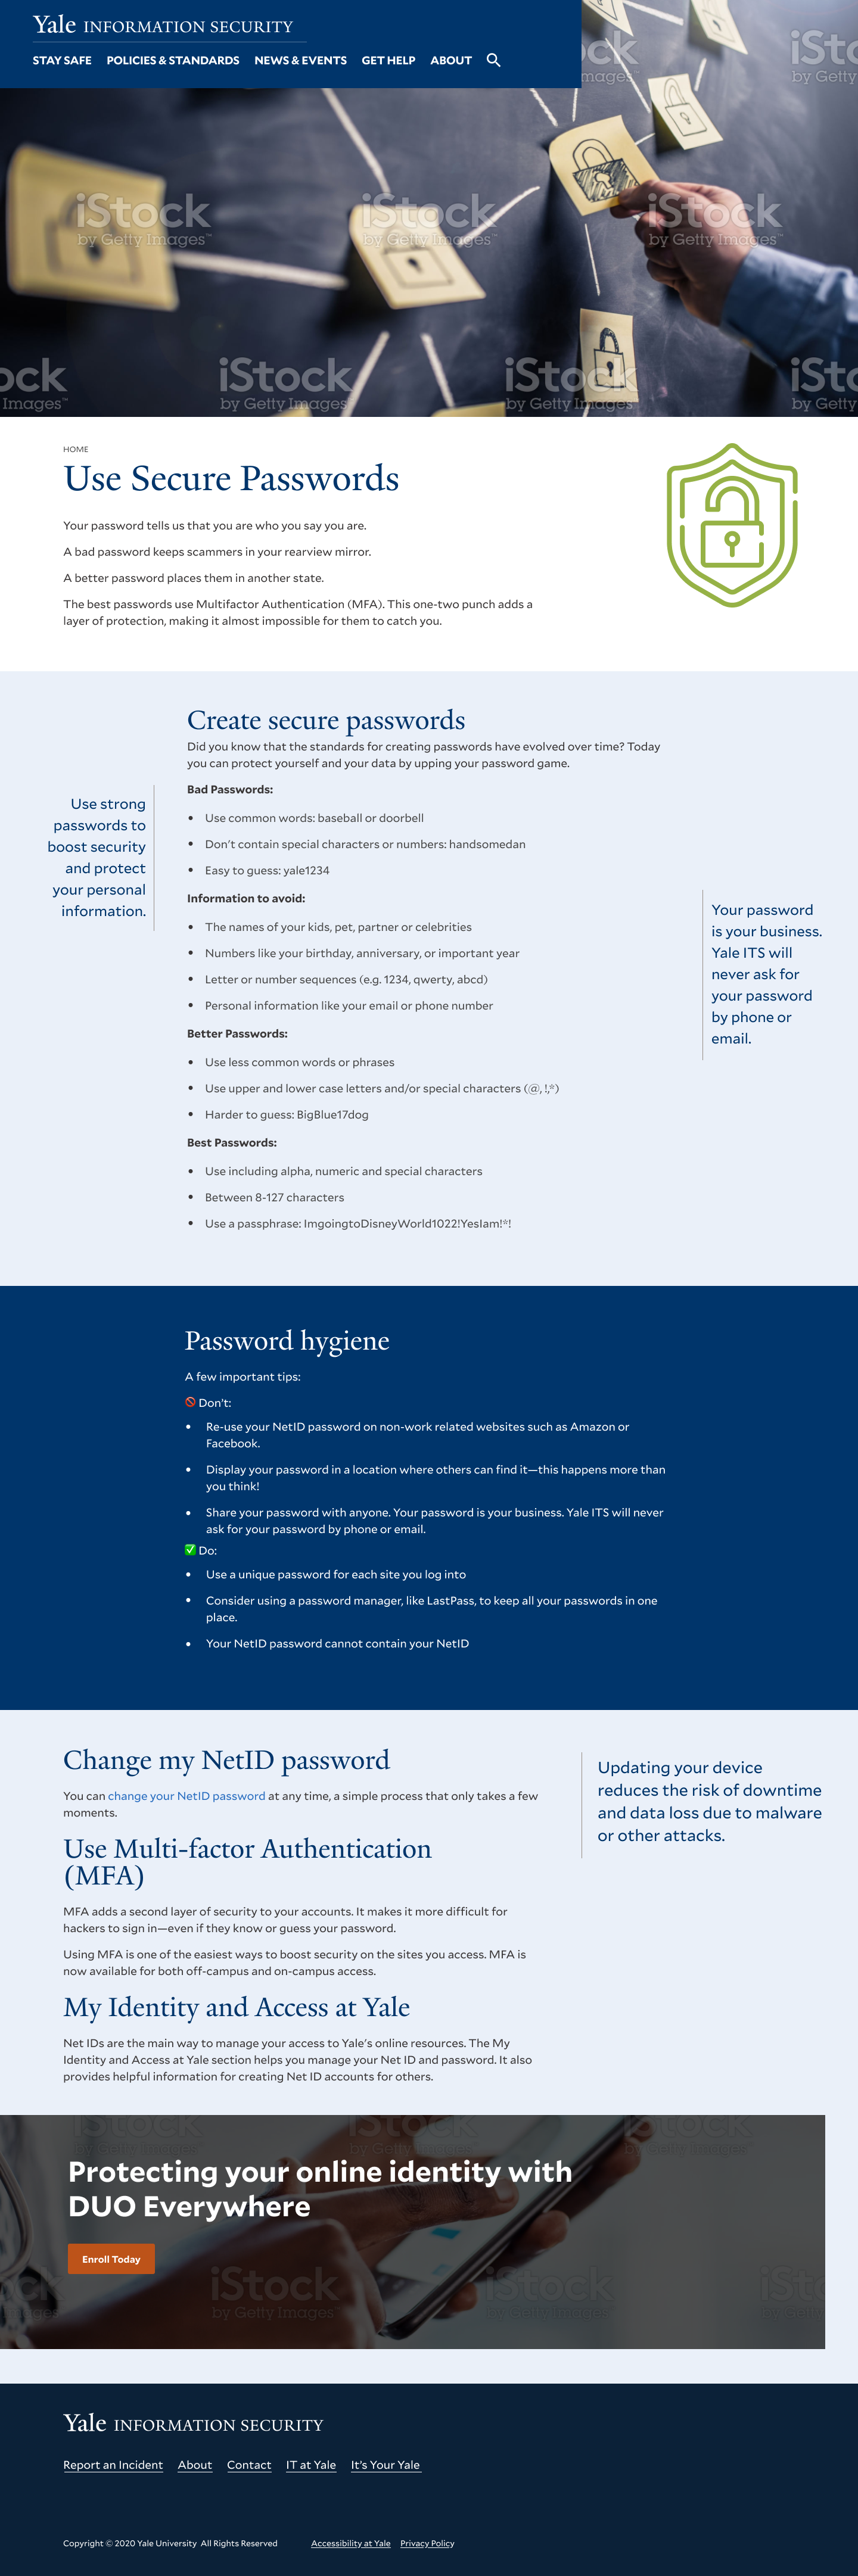 Yale INFORMATION SECURITY
STAY SAFE POLICIES & STANDARDS NEWS & EVENTS GET HELP ABOUT
iStock
by Getty Images™
HOME
Use Secure Passwords
Your password tells us that you are who you say you are.
A bad password keeps scammers in your rearview mirror.
A better password places them in another state.
The best passwords use Multifactor Authentication (MFA). This one-two punch adds a
layer of protection, making it almost impossible for them to catch you.
Create secure passwords
Did you know that the standards for creating passwords have evolved over time? Today
you can protect yourself and your data by upping your password game.
Use strong
passwords to
boost security
and protect
your personal
information.
Bad Passwords:
• Use common words: baseball or doorbell
• Don't contain special characters or numbers: handsomedan
• Easy to guess: yale1234
Information to avoid:
• The names of your kids, pet, partner or celebrities
• Numbers like your birthday, anniversary, or important year
• Letter or number sequences (e.g. 1234, qwerty, abcd)
• Personal information like your email or phone number
Your password
is your business.
Yale ITS will
never ask for
your password
by phone or
email.
Better Passwords:
• Use less common words or phrases
• Use upper and lower case letters and/or special characters (@, !,*)
• Harder to guess: BigBlue17dog
Best Passwords:
• Use including alpha, numeric and special characters
• Between 8-127 characters
• Use a passphrase: ImgoingtoDisneyWorld1022!YesIam!*!
Password hygiene
A few important tips:
🚫 Don't:
• Re-use your NetID password on non-work related websites such as Amazon or
Facebook.
• Display your password in a location where others can find it—this happens more than
you think!
• Share your password with anyone. Your password is your business. Yale ITS will never
ask for your password by phone or email.
✅ Do:
• Use a unique password for each site you log into
• Consider using a password manager, like LastPass, to keep all your passwords in one
place.
• Your NetID password cannot contain your NetID
Change my NetID password
You can change your NetID password at any time, a simple process that only takes a few
moments.
Updating your device
reduces the risk of downtime
and data loss due to malware
or other attacks.
Use Multi-factor Authentication
(MFA)
MFA adds a second layer of security to your accounts. It makes it more difficult for
hackers to sign in—even if they know or guess your password.
Using MFA is one of the easiest ways to boost security on the sites you access. MFA is
now available for both off-campus and on-campus access.
My Identity and Access at Yale
Net IDs are the main way to manage your access to Yale's online resources. The My
Identity and Access at Yale section helps you manage your Net ID and password. It also
provides helpful information for creating Net ID accounts for others.
Protecting your online identity with
DUO Everywhere
Enroll Today
iStock
by Getty Images
Yale INFORMATION SECURITY
Report an Incident About Contact IT at Yale It's Your Yale
Copyright © 2020 Yale University All Rights Reserved Accessibility at Yale Privacy Policy